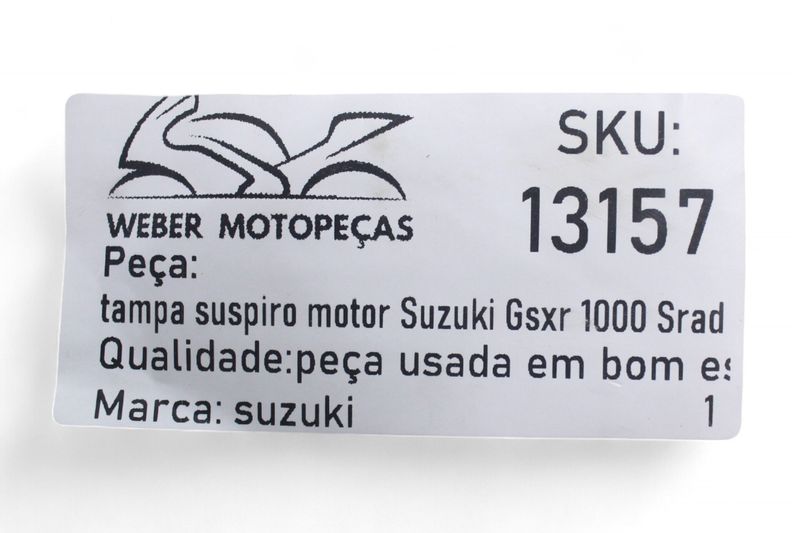 SKU:
13157
WEBER MOTOPEÇAS
Peça:
tampa suspiro motor Suzuki Gsxr 1000 Srad
Qualidade:peça usada em bom es
Marca: suzuki 1